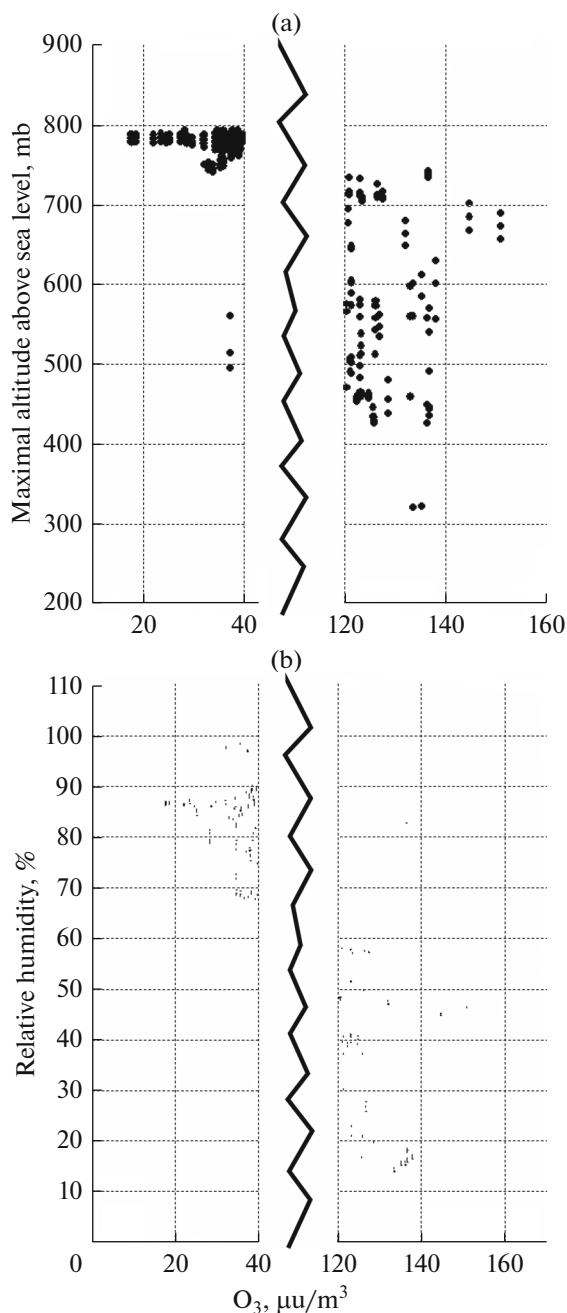 (a)
900
800
700
600
500
400
300
200
Maximal altitude above sea level, mb
20 40 120 140 160
(b)
110
100
90
80
70
60
50
40
30
20
10
0
Relative humidity, %
20 40 120 140 160
O₃, μu/m³